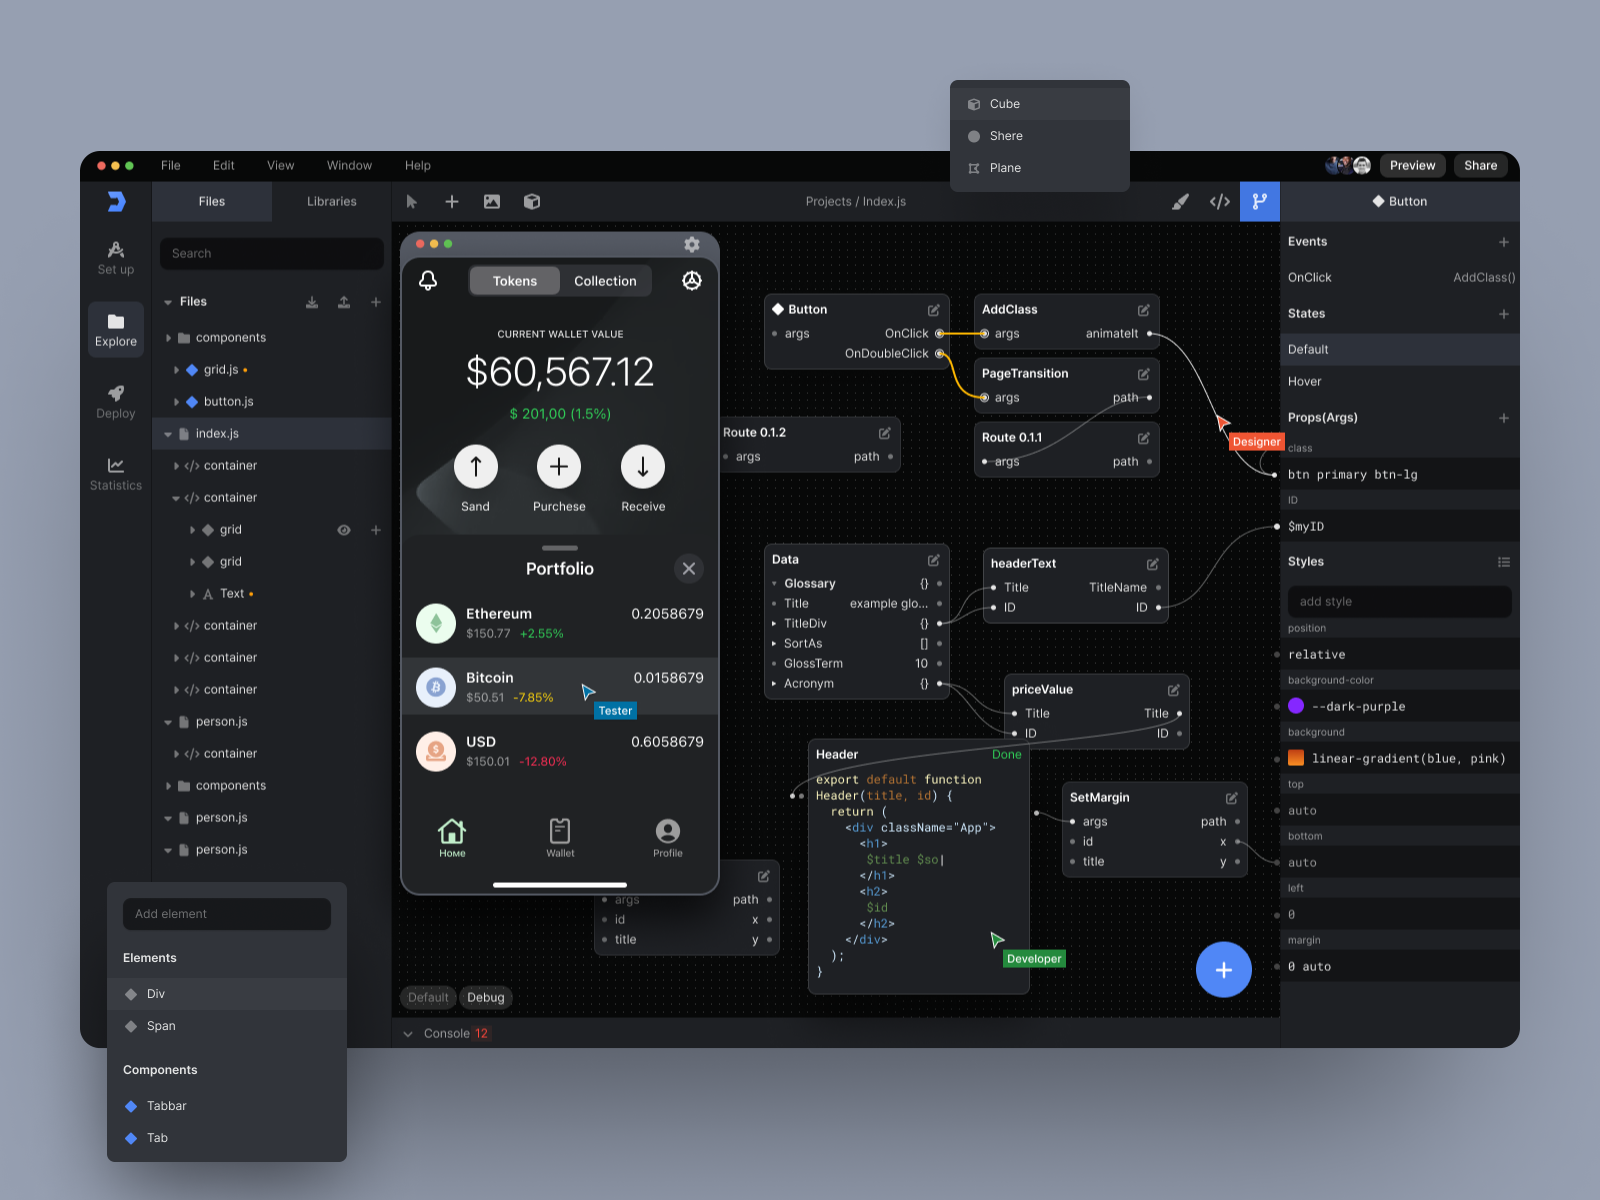 Cube
Shere
Plane
File Edit View Window Help
Preview Share
Files Libraries
Projects / Index.js
Button
Set up
Explore
Deploy
Statistics
Search
Files
components
grid.js
button.js
index.js
container
container
grid
grid
Text
container
container
container
person.js
container
components
person.js
person.js
Add element
Elements
Div
Span
Components
Tabbar
Tab
Tokens Collection
CURRENT WALLET VALUE
$60,567.12
$ 201,00 (1.5%)
Sand Purchese Receive
Portfolio
Ethereum 0.2058679
$150.77 +2.55%
Bitcoin 0.0158679
$50.51 -7.85%
Tester
USD 0.6058679
$150.01 -12.80%
Home Wallet Profile
Button
args OnClick
OnDoubleClick
AddClass
args animateIt
PageTransition
args path
Route 0.1.1
args path
Route 0.1.2
args path
Designer
Data
Glossary {}
Title example glo...
TitleDiv {}
SortAs []
GlossTerm 10
Acronym {}
headerText
Title TitleName
ID ID
priceValue
Title Title
ID ID
Header Done
export default function
Header(title, id) {
return (
<div className="App">
<h1>
$title $so|
</h1>
<h2>
$id
</h2>
</div>
);
}
Developer
SetMargin
args path
id x
title y
args path
id x
title y
Default Debug
Console 12
Events
OnClick AddClass()
States
Default
Hover
Props(Args)
class
btn primary btn-lg
ID
$myID
Styles
add style
position
relative
background-color
--dark-purple
background
linear-gradient(blue, pink)
top
auto
bottom
auto
left
0
margin
0 auto